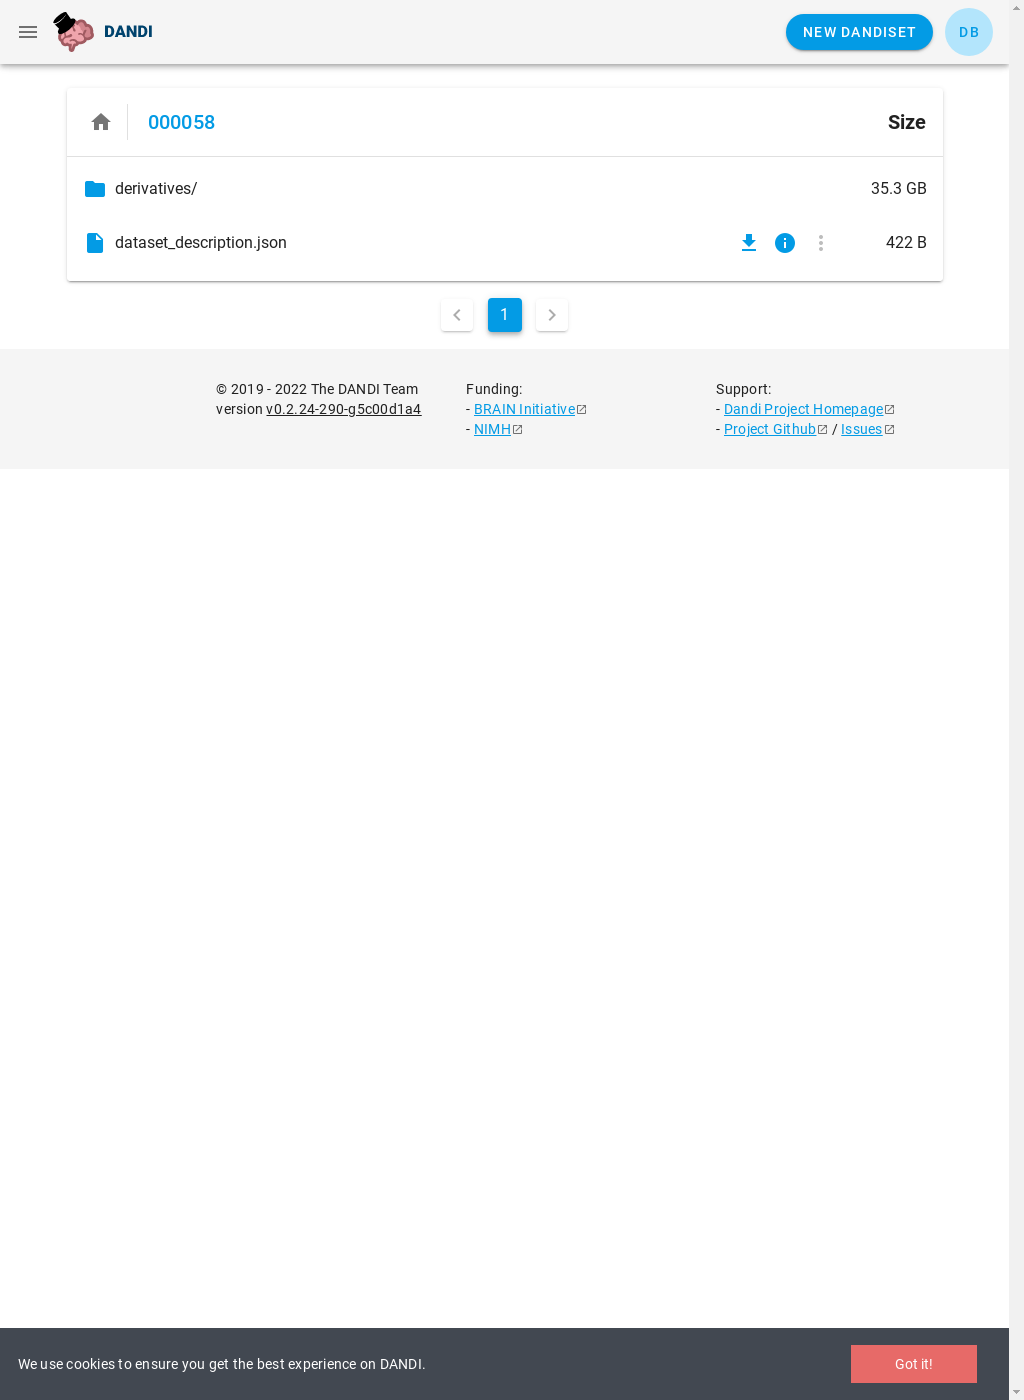 DANDI
NEW DANDISET
DB
000058
Size
derivatives/
35.3 GB
dataset_description.json
422 B
1
© 2019 - 2022 The DANDI Team
version v0.2.24-290-g5c00d1a4
Funding:
- BRAIN Initiative
- NIMH
Support:
- Dandi Project Homepage
- Project Github / Issues
We use cookies to ensure you get the best experience on DANDI.
Got it!